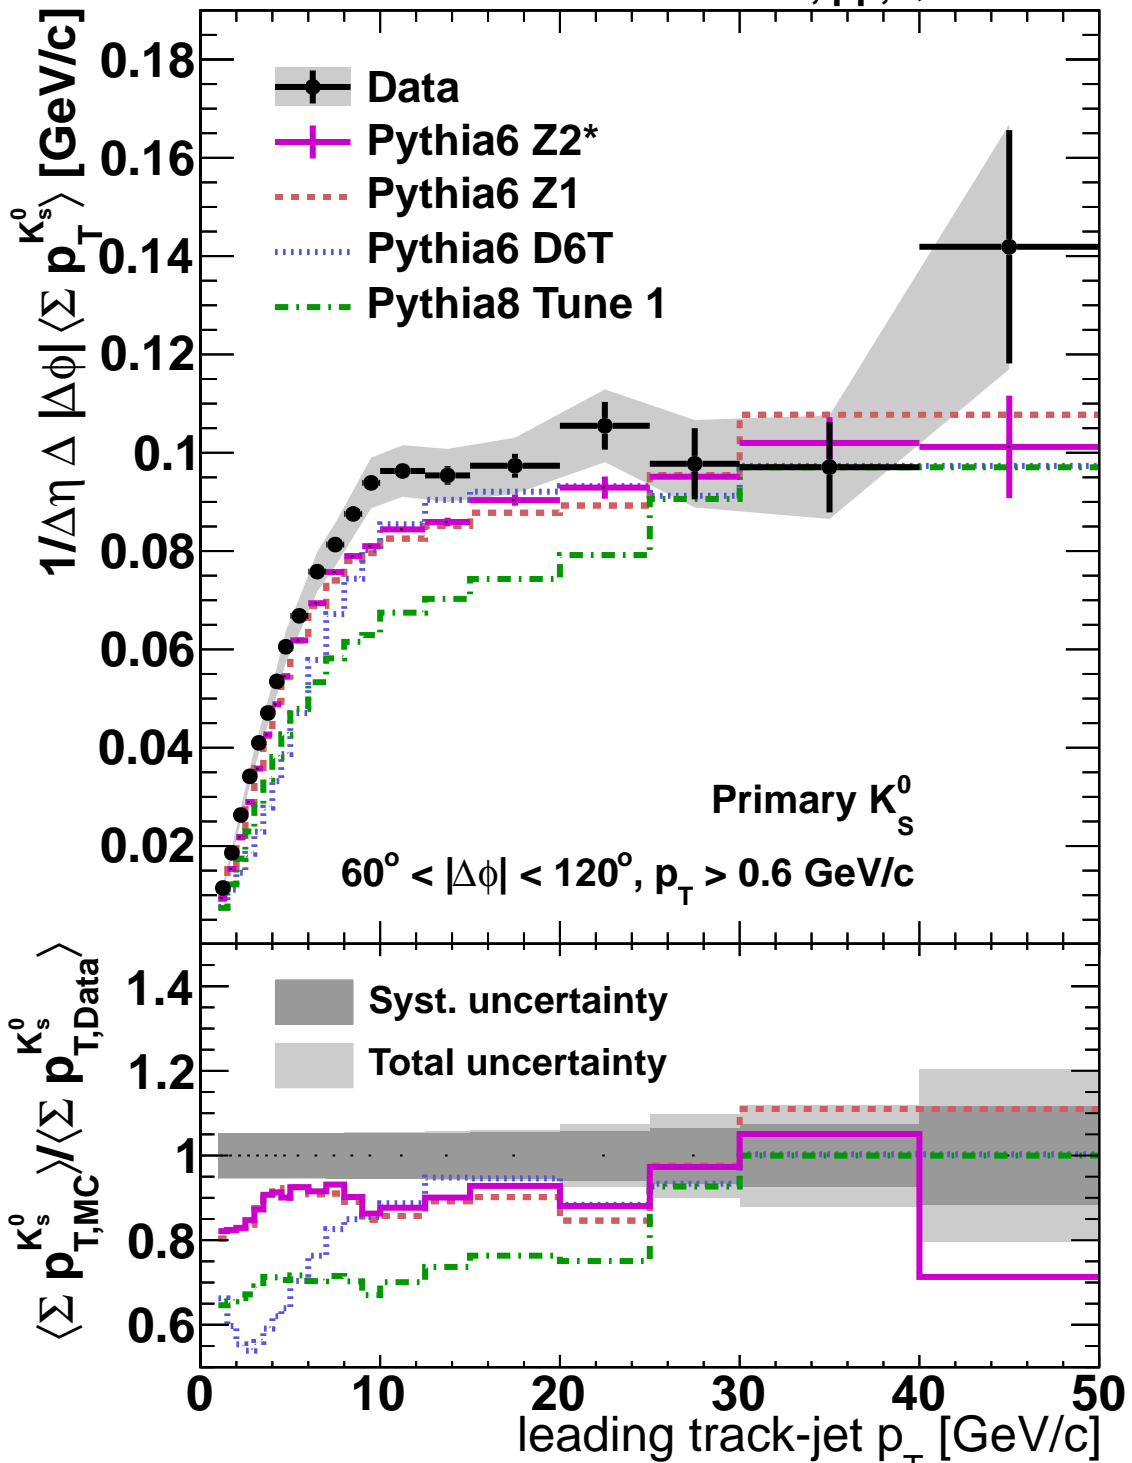 0.18
0.16
0.14
0.12
0.1
0.08
0.06
0.04
0.02
1/Δη Δ |Δϕ| ⟨Σ p_T^{K_s^0}⟩ [GeV/c]
Data
Pythia6 Z2*
Pythia6 Z1
Pythia6 D6T
Pythia8 Tune 1
Primary K_S^0
60° < |Δϕ| < 120°, p_T > 0.6 GeV/c
1.4
1.2
1
0.8
0.6
⟨Σ p_{T,MC}^{K_s^0}⟩/⟨Σ p_{T,Data}^{K_s^0}⟩
Syst. uncertainty
Total uncertainty
0 10 20 30 40 50
leading track-jet p_T [GeV/c]